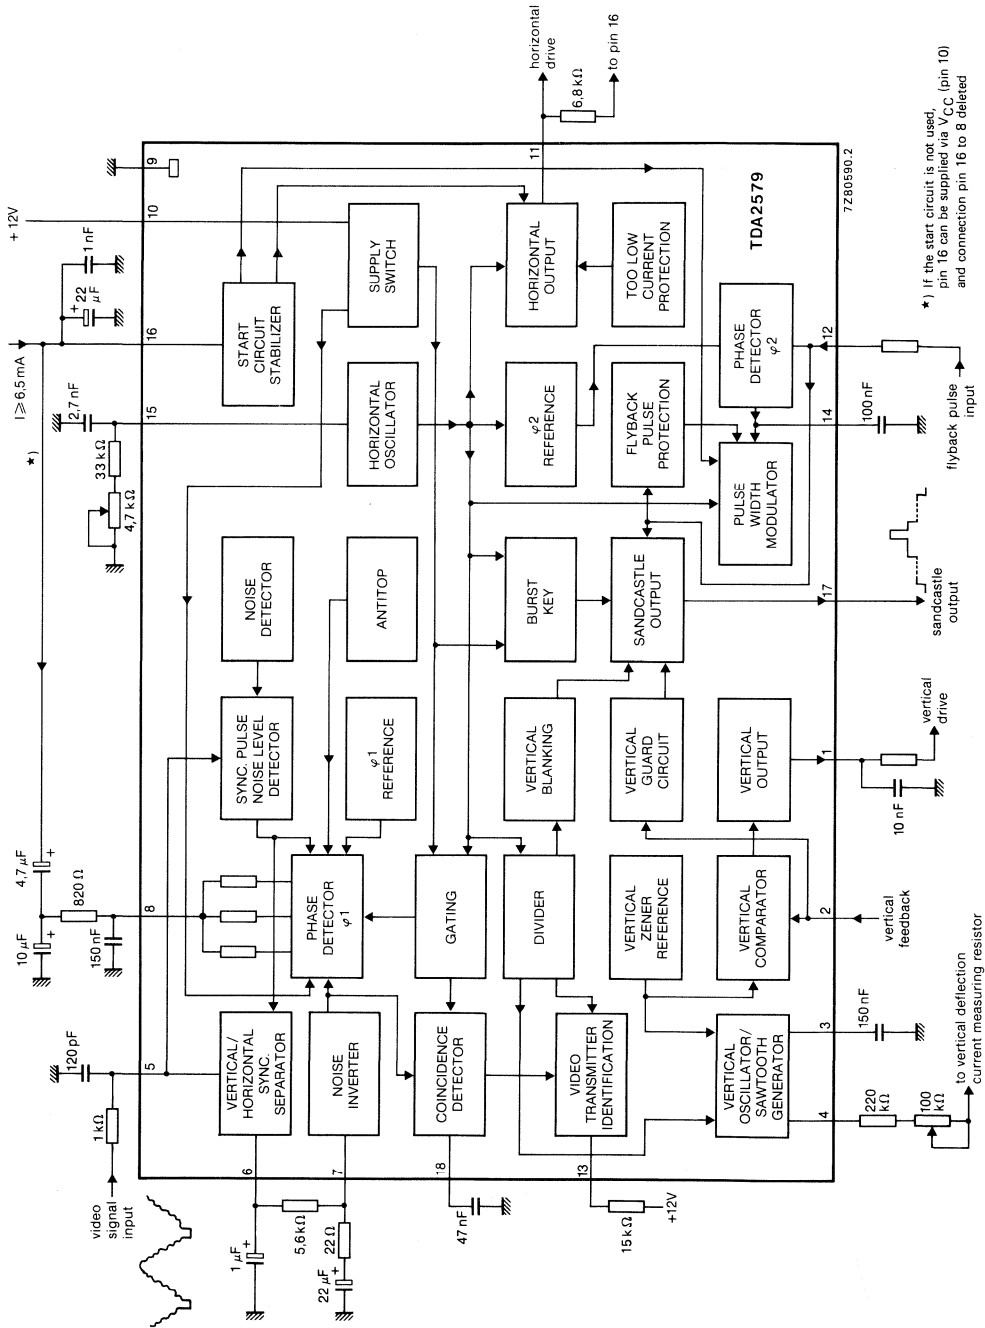 video
signal
input
1 kΩ
120 pF
5
10 μF
+
4,7 μF
+
820 Ω
150 nF
8
*)
I ≥ 6,5 mA
4,7 kΩ
33 kΩ
2,7 nF
15
16
+
22
μF
1 nF
+ 12V
10
9
6
1 μF
+
5,6 kΩ
7
22 Ω
22 μF
+
18
47 nF
13
15 kΩ
+12V
VERTICAL/
HORIZONTAL
SYNC.
SEPARATOR
NOISE
INVERTER
COINCIDENCE
DETECTOR
VIDEO
TRANSMITTER
IDENTIFICATION
VERTICAL
OSCILLATOR/
SAWTOOTH
GENERATOR
PHASE
DETECTOR
φ1
GATING
DIVIDER
VERTICAL
ZENER
REFERENCE
VERTICAL
COMPARATOR
SYNC. PULSE
NOISE LEVEL
DETECTOR
φ1
REFERENCE
VERTICAL
BLANKING
VERTICAL
GUARD
CIRCUIT
VERTICAL
OUTPUT
NOISE
DETECTOR
ANTITOP
BURST
KEY
SANDCASTLE
OUTPUT
HORIZONTAL
OSCILLATOR
φ2
REFERENCE
FLYBACK
PULSE
PROTECTION
PULSE
WIDTH
MODULATOR
START
CIRCUIT
STABILIZER
SUPPLY
SWITCH
HORIZONTAL
OUTPUT
TOO LOW
CURRENT
PROTECTION
PHASE
DETECTOR
φ2
TDA2579
11
horizontal
drive
6,8 kΩ
to pin 16
4
220
kΩ
100
kΩ
to vertical deflection
current measuring resistor
3
150 nF
2
vertical
feedback
1
10 nF
vertical
drive
17
sandcastle
output
14
100 nF
12
flyback pulse
input
7Z80590.2
*) If the start circuit is not used,
pin 16 can be supplied via VCC (pin 10)
and connection pin 16 to 8 deleted